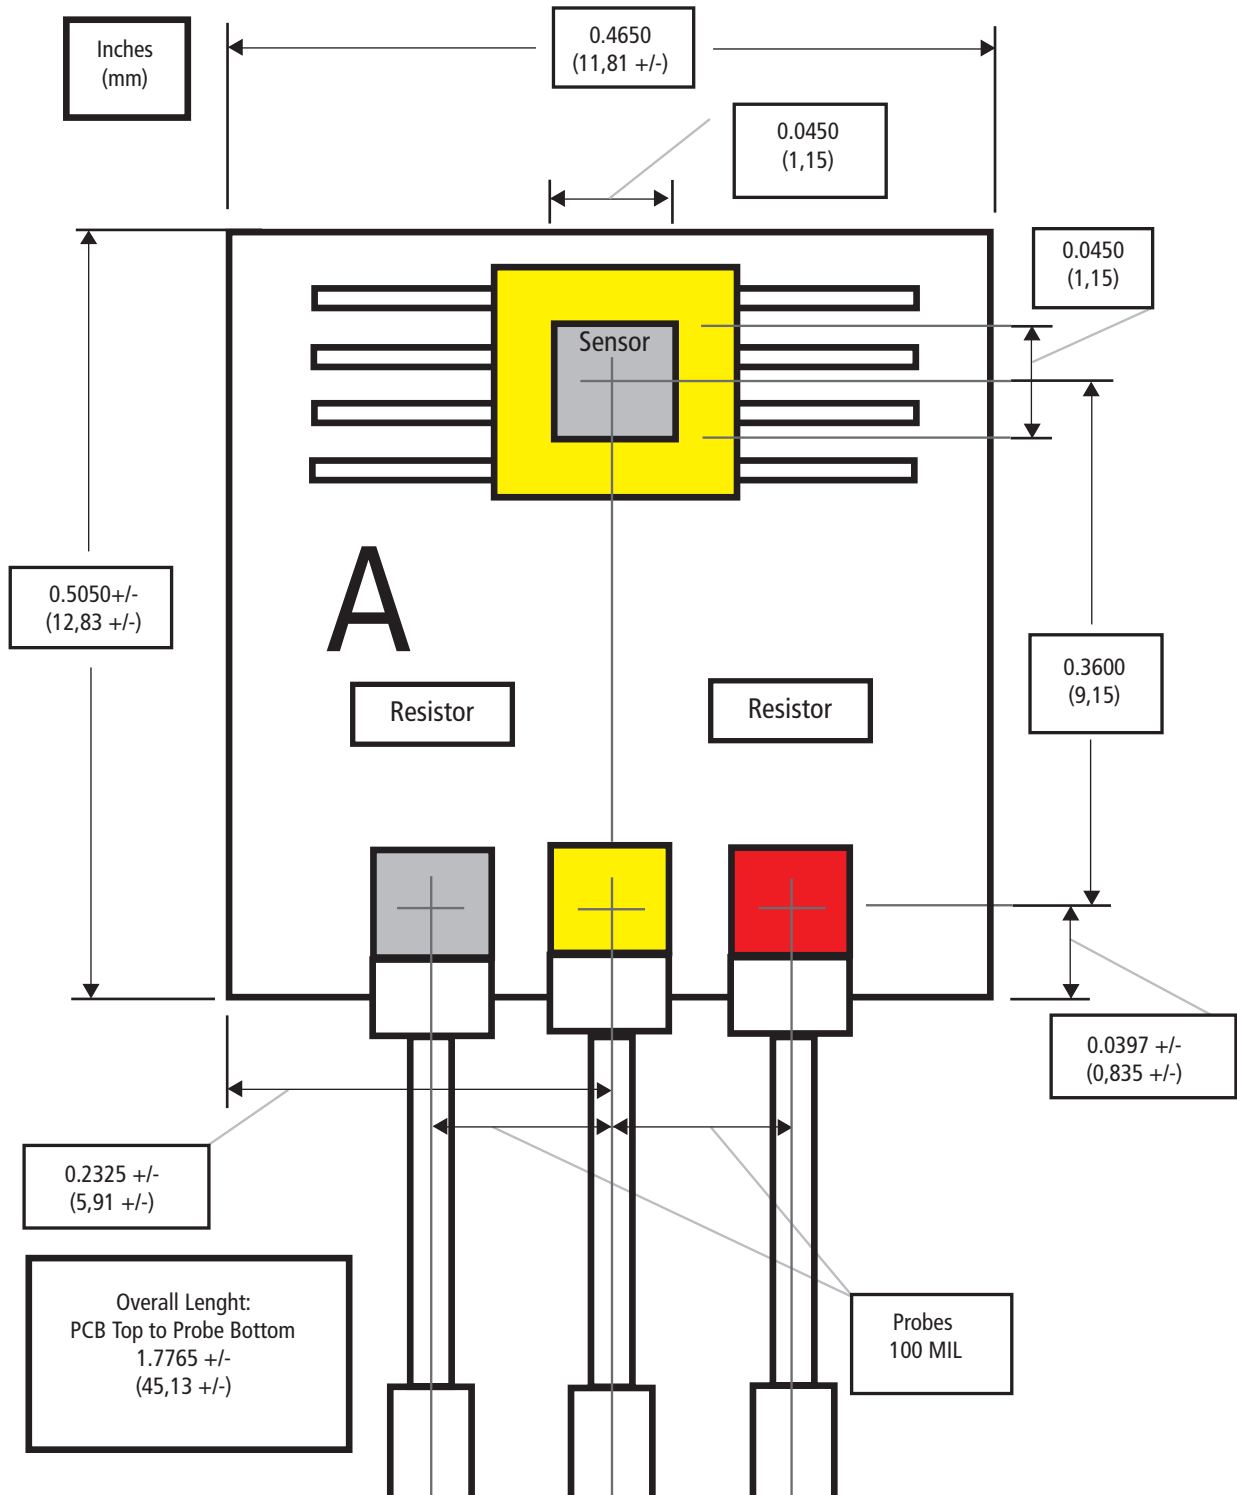 Inches
(mm)
0.4650
(11,81 +/-)
0.0450
(1,15)
0.0450
(1,15)
Sensor
0.5050+/-
(12,83 +/-)
A
0.3600
(9,15)
Resistor
Resistor
0.0397 +/-
(0,835 +/-)
0.2325 +/-
(5,91 +/-)
Overall Lenght:
PCB Top to Probe Bottom
1.7765 +/-
(45,13 +/-)
Probes
100 MIL